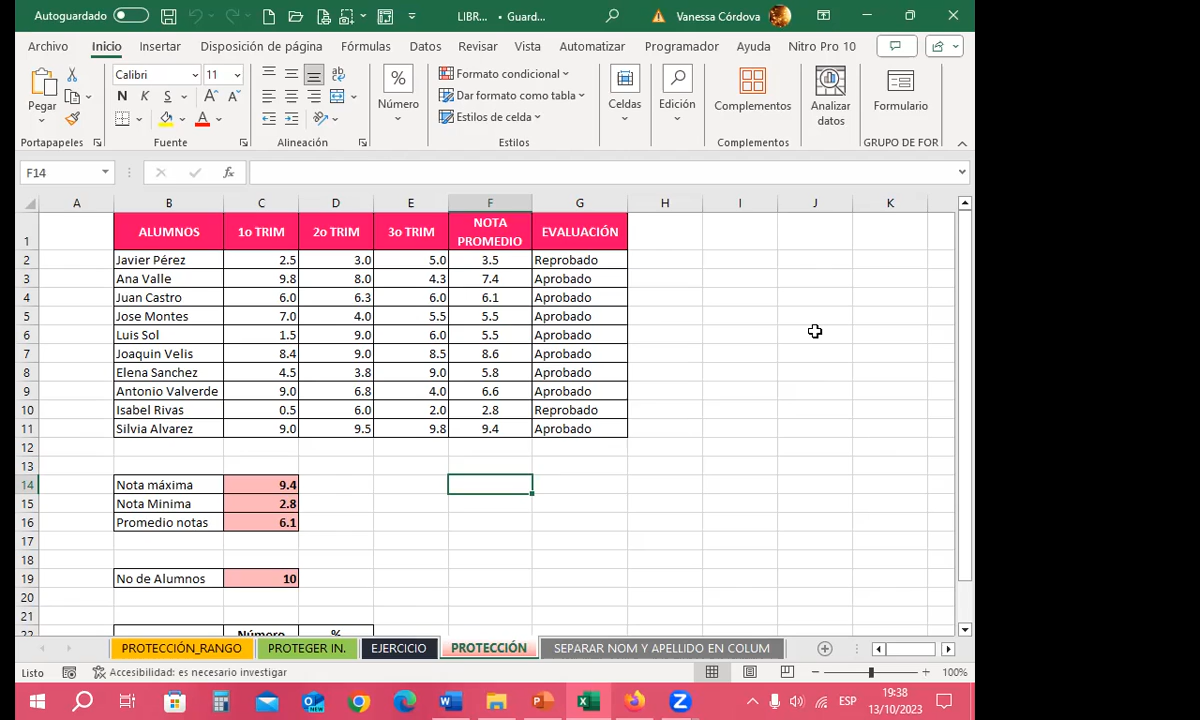 Autoguardado LIBR... • Guard... Vanessa Córdova
Archivo Inicio Insertar Disposición de página Fórmulas Datos Revisar Vista Automatizar Programador Ayuda Nitro Pro 10
Pegar Calibri 11 % Formato condicional
N K S A A Número Dar formato como tabla Celdas Edición Complementos Analizar datos Formulario
A Estilos de celda
Portapapeles Fuente Alineación Estilos Complementos GRUPO DE FOR
F14 fx
A B C D E F G H I J K
1 ALUMNOS 1o TRIM 2o TRIM 3o TRIM NOTA PROMEDIO EVALUACIÓN
2 Javier Pérez 2.5 3.0 5.0 3.5 Reprobado
3 Ana Valle 9.8 8.0 4.3 7.4 Aprobado
4 Juan Castro 6.0 6.3 6.0 6.1 Aprobado
5 Jose Montes 7.0 4.0 5.5 5.5 Aprobado
6 Luis Sol 1.5 9.0 6.0 5.5 Aprobado
7 Joaquin Velis 8.4 9.0 8.5 8.6 Aprobado
8 Elena Sanchez 4.5 3.8 9.0 5.8 Aprobado
9 Antonio Valverde 9.0 6.8 4.0 6.6 Aprobado
10 Isabel Rivas 0.5 6.0 2.0 2.8 Reprobado
11 Silvia Alvarez 9.0 9.5 9.8 9.4 Aprobado
12
13
14 Nota máxima 9.4
15 Nota Minima 2.8
16 Promedio notas 6.1
17
18
19 No de Alumnos 10
20
21
22 Número %
PROTECCIÓN_RANGO PROTEGER IN. EJERCICIO PROTECCIÓN SEPARAR NOM Y APELLIDO EN COLUM
Listo Accesibilidad: es necesario investigar 100%
ESP 19:38
13/10/2023